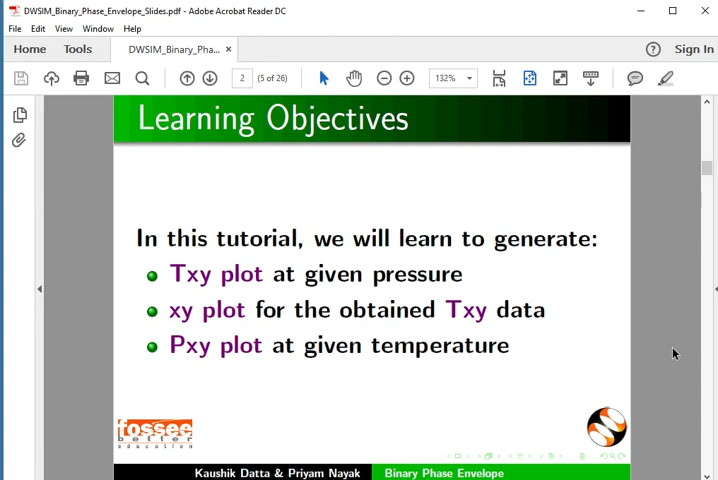 DWSIM_Binary_Phase_Envelope_Slides.pdf - Adobe Acrobat Reader DC
File Edit View Window Help
Home Tools DWSIM_Binary_Pha... × ? Sign In
2 (5 of 26) 132%
Learning Objectives
In this tutorial, we will learn to generate:
Txy plot at given pressure
xy plot for the obtained Txy data
Pxy plot at given temperature
fossee
better
education
Kaushik Datta & Priyam Nayak Binary Phase Envelope